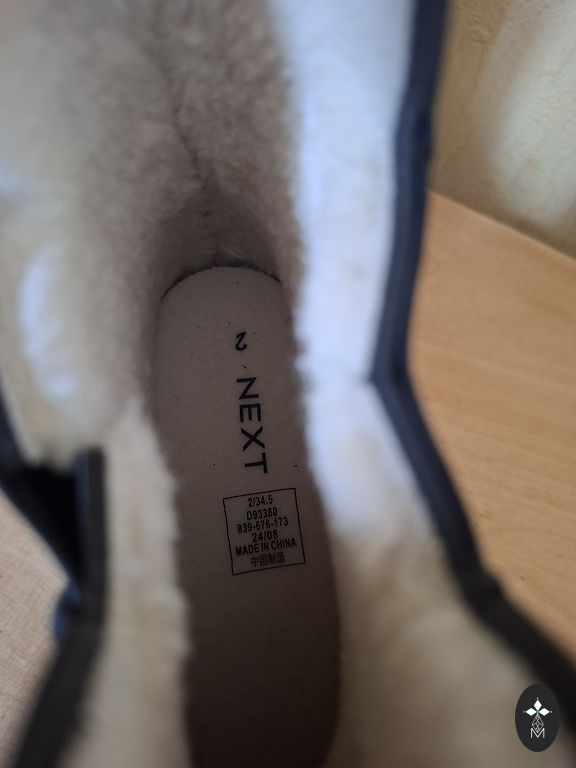 2
NEXT
2/34.5
D93380
839-676-173
24/08
MADE IN CHINA
中国制造
M